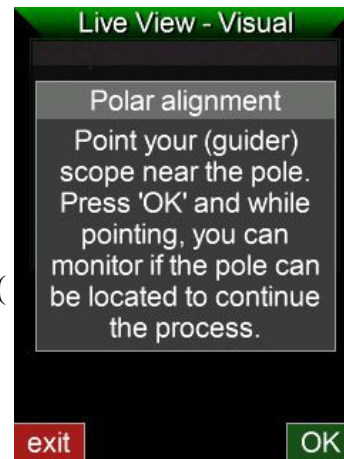 Live View - Visual
Polar alignment
Point your (guider)
scope near the pole.
Press 'OK' and while
pointing, you can
monitor if the pole can
be located to continue
the process.
(
exit
OK